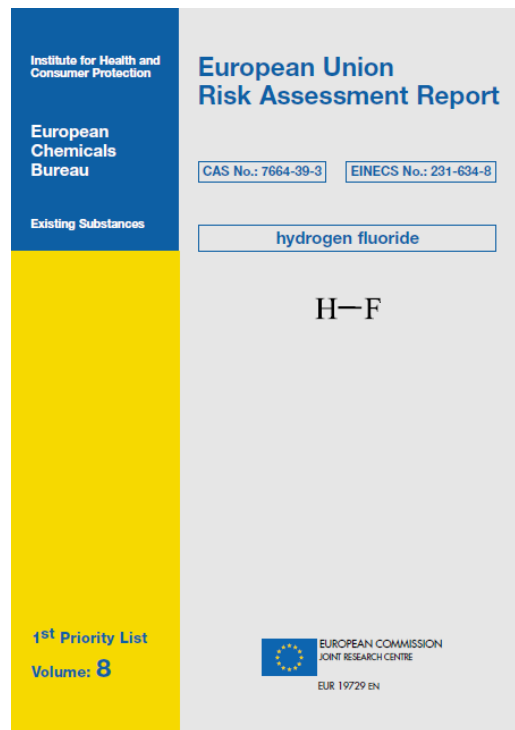 Institute for Health and
Consumer Protection
European
Chemicals
Bureau
Existing Substances
European Union
Risk Assessment Report
CAS No.: 7664-39-3
EINECS No.: 231-634-8
hydrogen fluoride
H—F
1st Priority List
Volume: 8
EUROPEAN COMMISSION
JOINT RESEARCH CENTRE
EUR 19729 EN